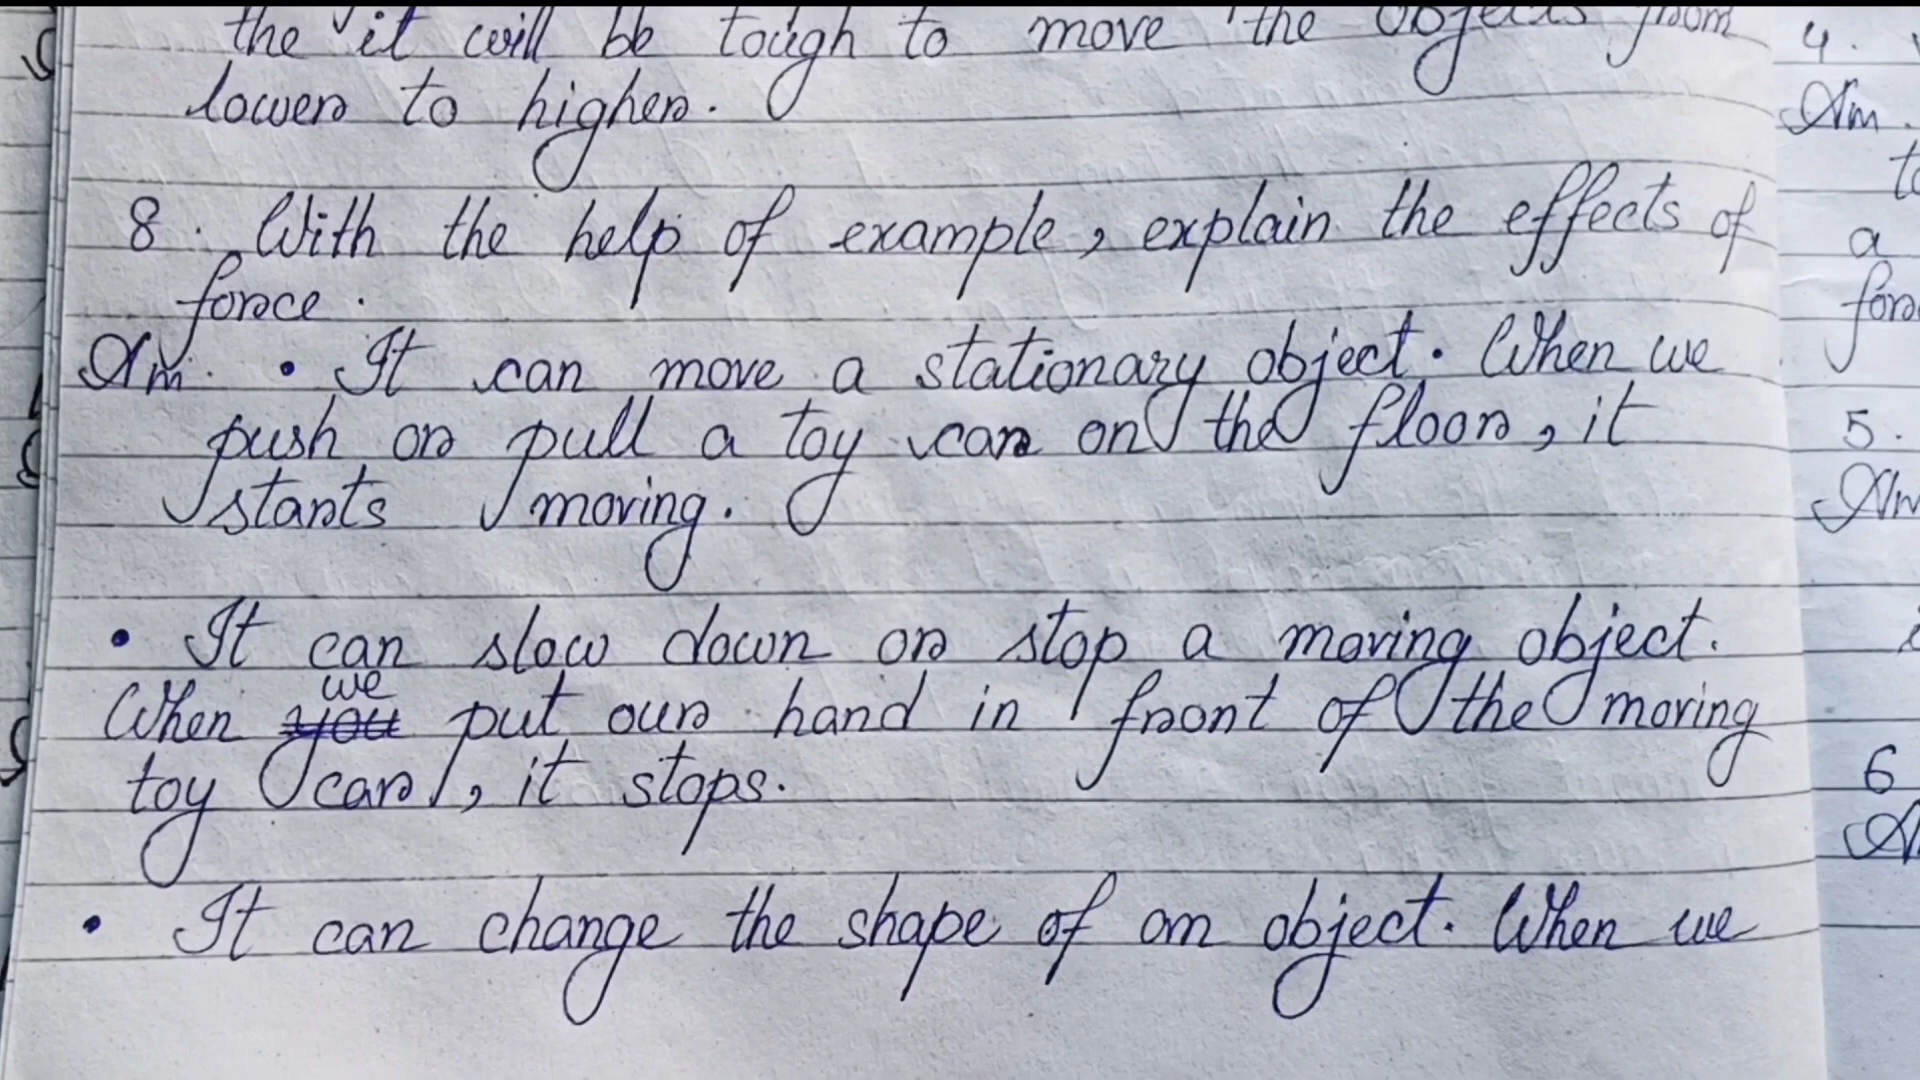 the it will be tough to move the objects from
lower to higher.
8. With the help of example, explain the effects of
force.
Ans. • It can move a stationary object. When we
push or pull a toy car on the floor, it
starts moving.
• It can slow down or stop a moving object.
we
When you put our hand in front of the moving
toy car, it stops.
• It can change the shape of an object. When we
4.
Ans.
a
5.
Ans
6